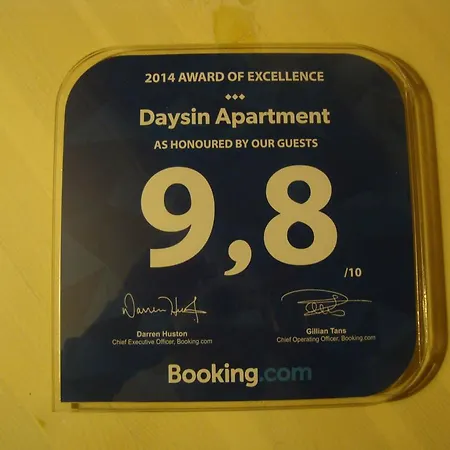 2014 AWARD OF EXCELLENCE
Daysin Apartment
AS HONOURED BY OUR GUESTS
9,8
/10
Darren Huston
Chief Executive Officer, Booking.com
Gillian Tans
Chief Operating Officer, Booking.com
Booking.com